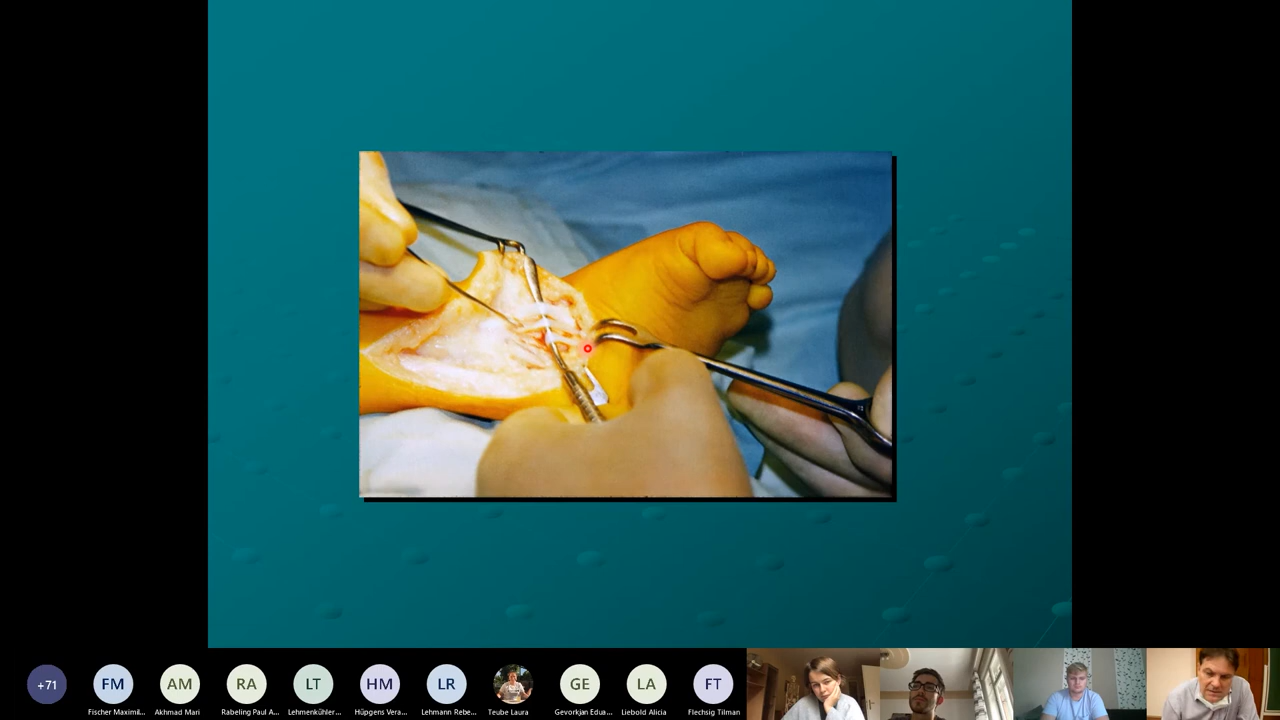 +71
FM
AM
RA
LT
HM
LR
GE
LA
FT
Fischer Maximil...
Akhmad Mari
Rabeling Paul A...
Lehmenkühler...
Hüpgens Vera...
Lehmann Rebe...
Teube Laura
Gevorkjan Edua...
Liebold Alicia
Flechsig Tilman